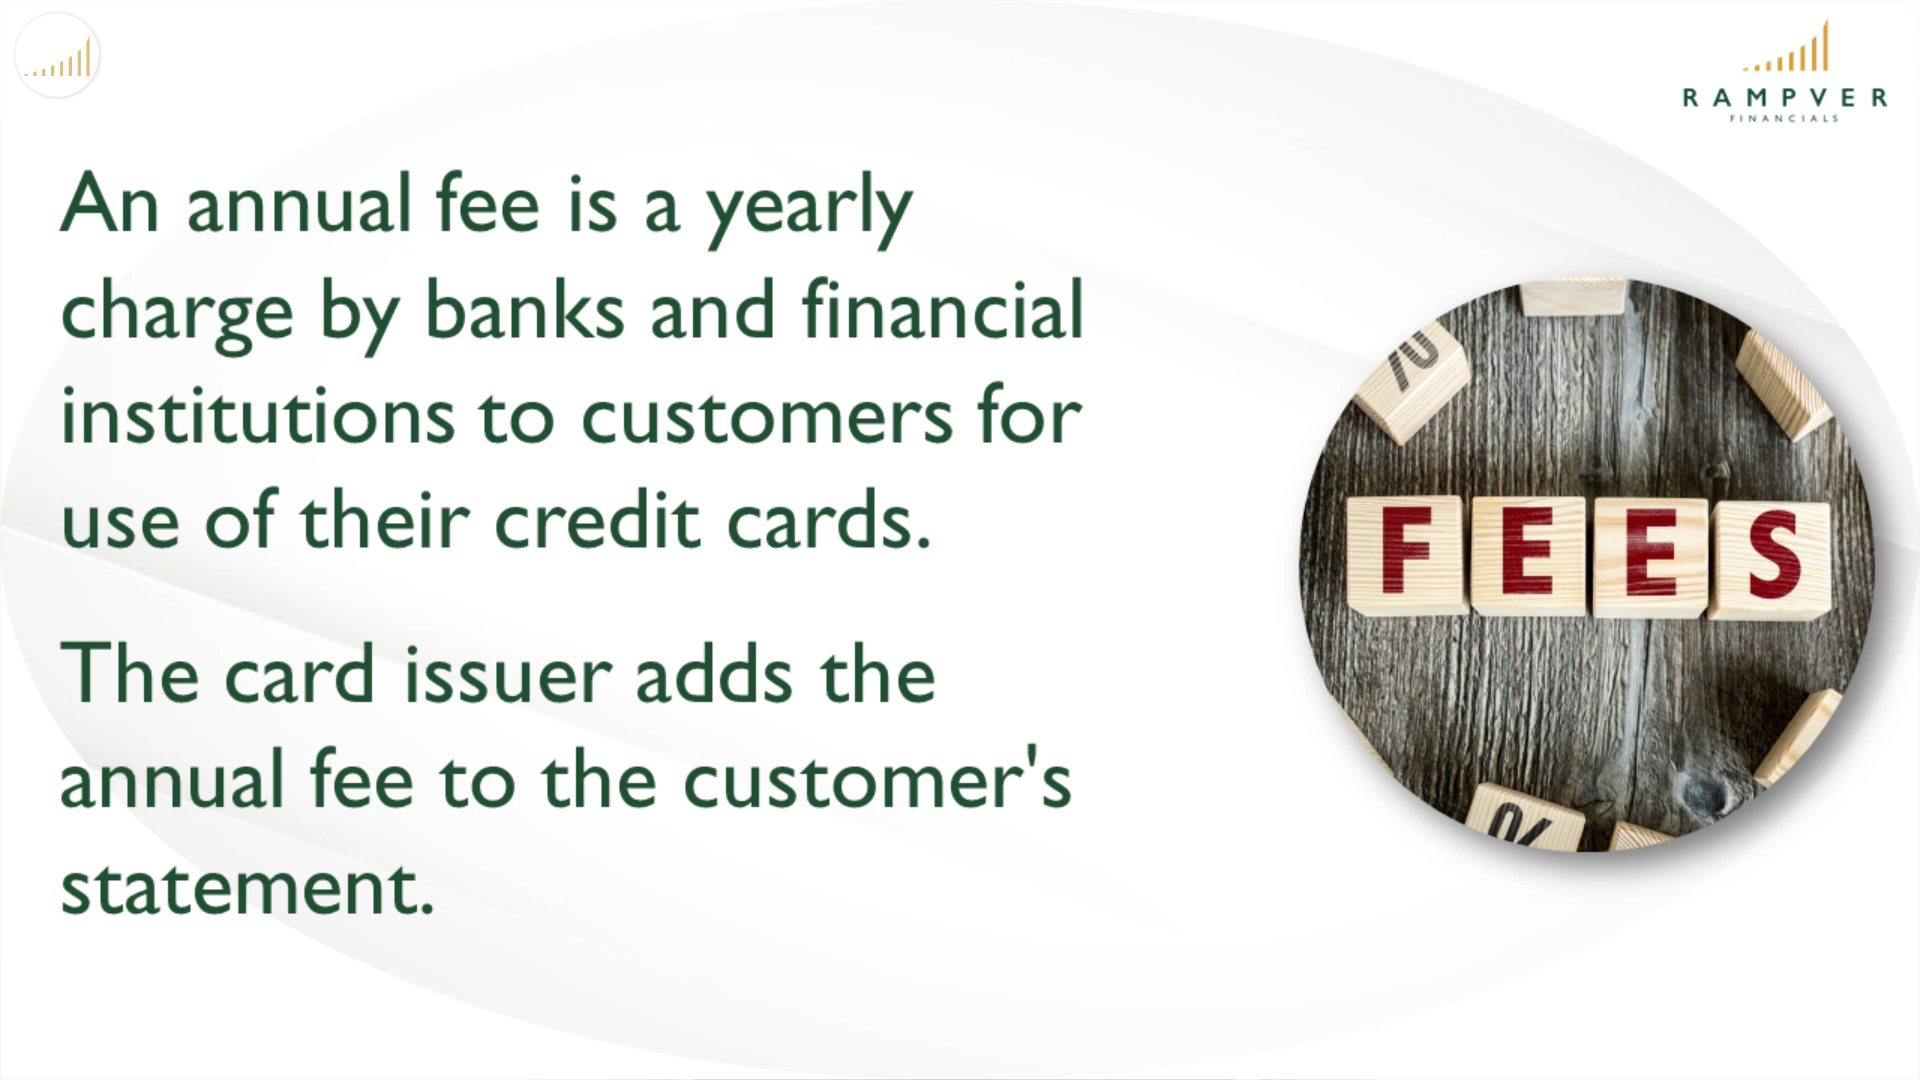 RAMPVER
FINANCIALS
An annual fee is a yearly
charge by banks and financial
institutions to customers for
use of their credit cards.
The card issuer adds the
annual fee to the customer's
statement.
%
FEES
%